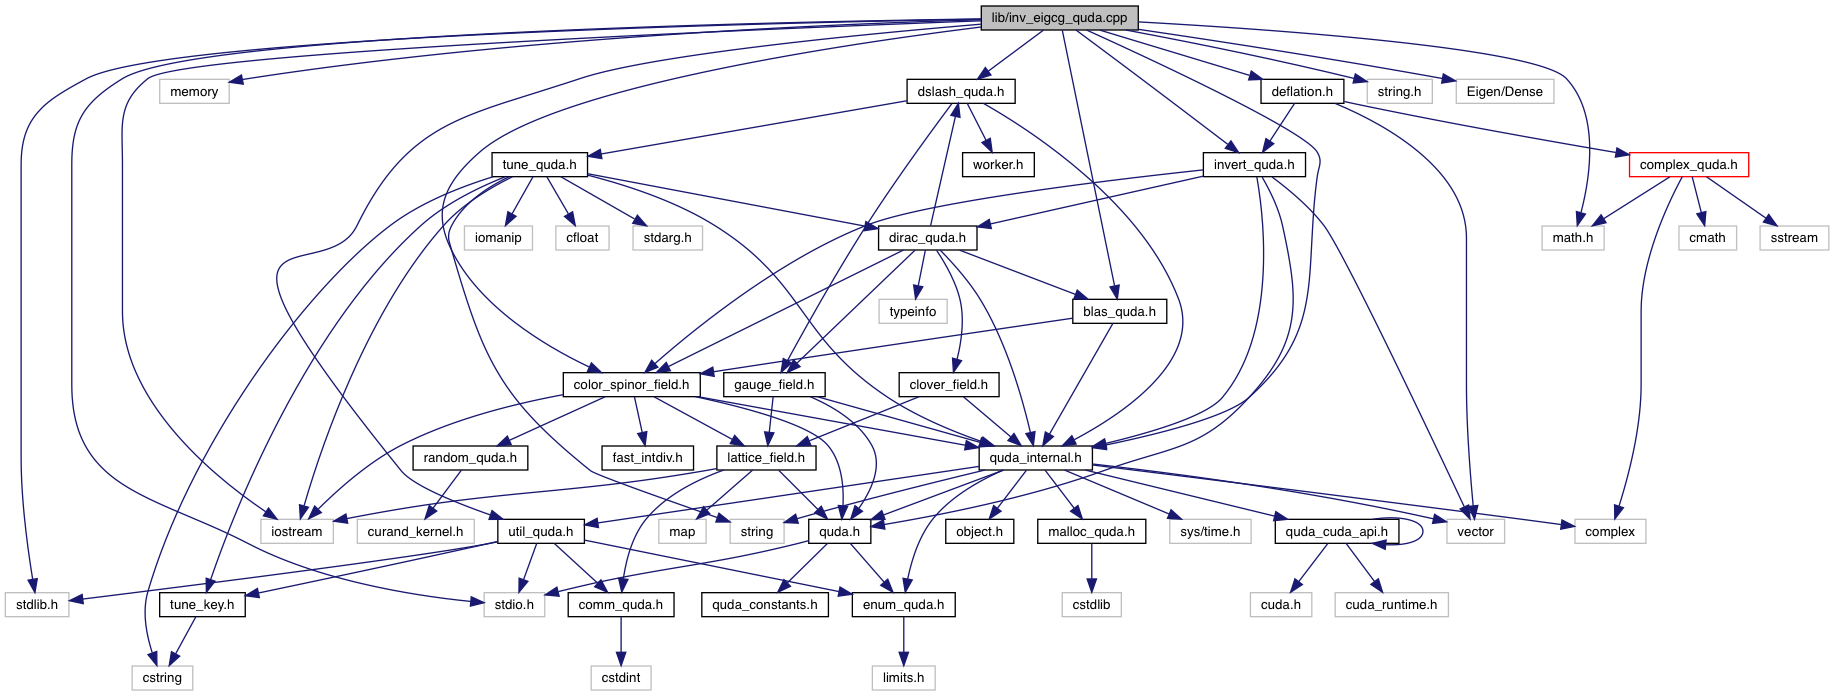 lib/inv_eigcg_quda.cpp
memory
dslash_quda.h
deflation.h
string.h
Eigen/Dense
tune_quda.h
worker.h
invert_quda.h
complex_quda.h
iomanip
cfloat
stdarg.h
dirac_quda.h
math.h
cmath
sstream
typeinfo
blas_quda.h
color_spinor_field.h
gauge_field.h
clover_field.h
random_quda.h
fast_intdiv.h
lattice_field.h
quda_internal.h
iostream
curand_kernel.h
util_quda.h
map
string
quda.h
object.h
malloc_quda.h
sys/time.h
quda_cuda_api.h
vector
complex
stdlib.h
tune_key.h
stdio.h
comm_quda.h
quda_constants.h
enum_quda.h
cstdlib
cuda.h
cuda_runtime.h
cstring
cstdint
limits.h